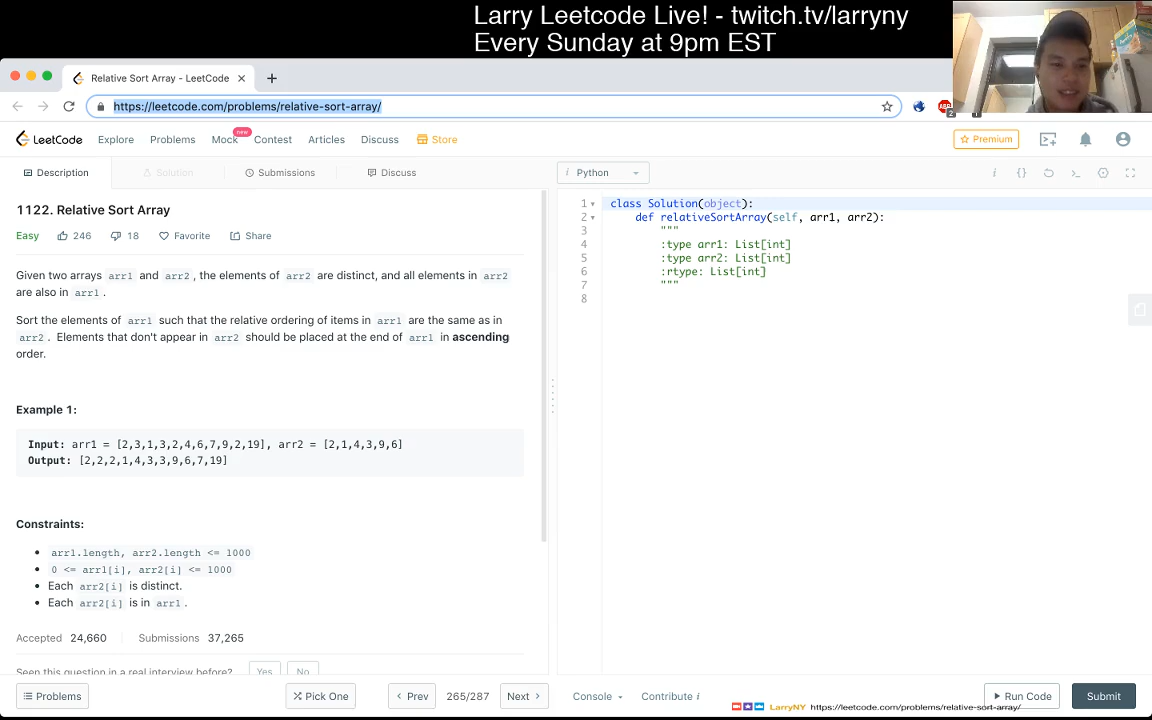 Larry Leetcode Live! - twitch.tv/larryny
Every Sunday at 9pm EST
Relative Sort Array - LeetCode
https://leetcode.com/problems/relative-sort-array/
LeetCode Explore Problems Mock new Contest Articles Discuss Store Premium
Description Solution Submissions Discuss
i Python
1122. Relative Sort Array
Easy 246 18 Favorite Share
Given two arrays arr1 and arr2, the elements of arr2 are distinct, and all elements in arr2
are also in arr1.
Sort the elements of arr1 such that the relative ordering of items in arr1 are the same as in
arr2. Elements that don't appear in arr2 should be placed at the end of arr1 in ascending
order.
Example 1:
Input: arr1 = [2,3,1,3,2,4,6,7,9,2,19], arr2 = [2,1,4,3,9,6]
Output: [2,2,2,1,4,3,3,9,6,7,19]
Constraints:
arr1.length, arr2.length <= 1000
0 <= arr1[i], arr2[i] <= 1000
Each arr2[i] is distinct.
Each arr2[i] is in arr1.
Accepted 24,660 Submissions 37,265
Seen this question in a real interview before? Yes No
Problems Pick One Prev 265/287 Next
1 class Solution(object):
2 def relativeSortArray(self, arr1, arr2):
3 """
4 :type arr1: List[int]
5 :type arr2: List[int]
6 :rtype: List[int]
7 """
8
Console Contribute i Run Code Submit
LarryNY https://leetcode.com/problems/relative-sort-array/